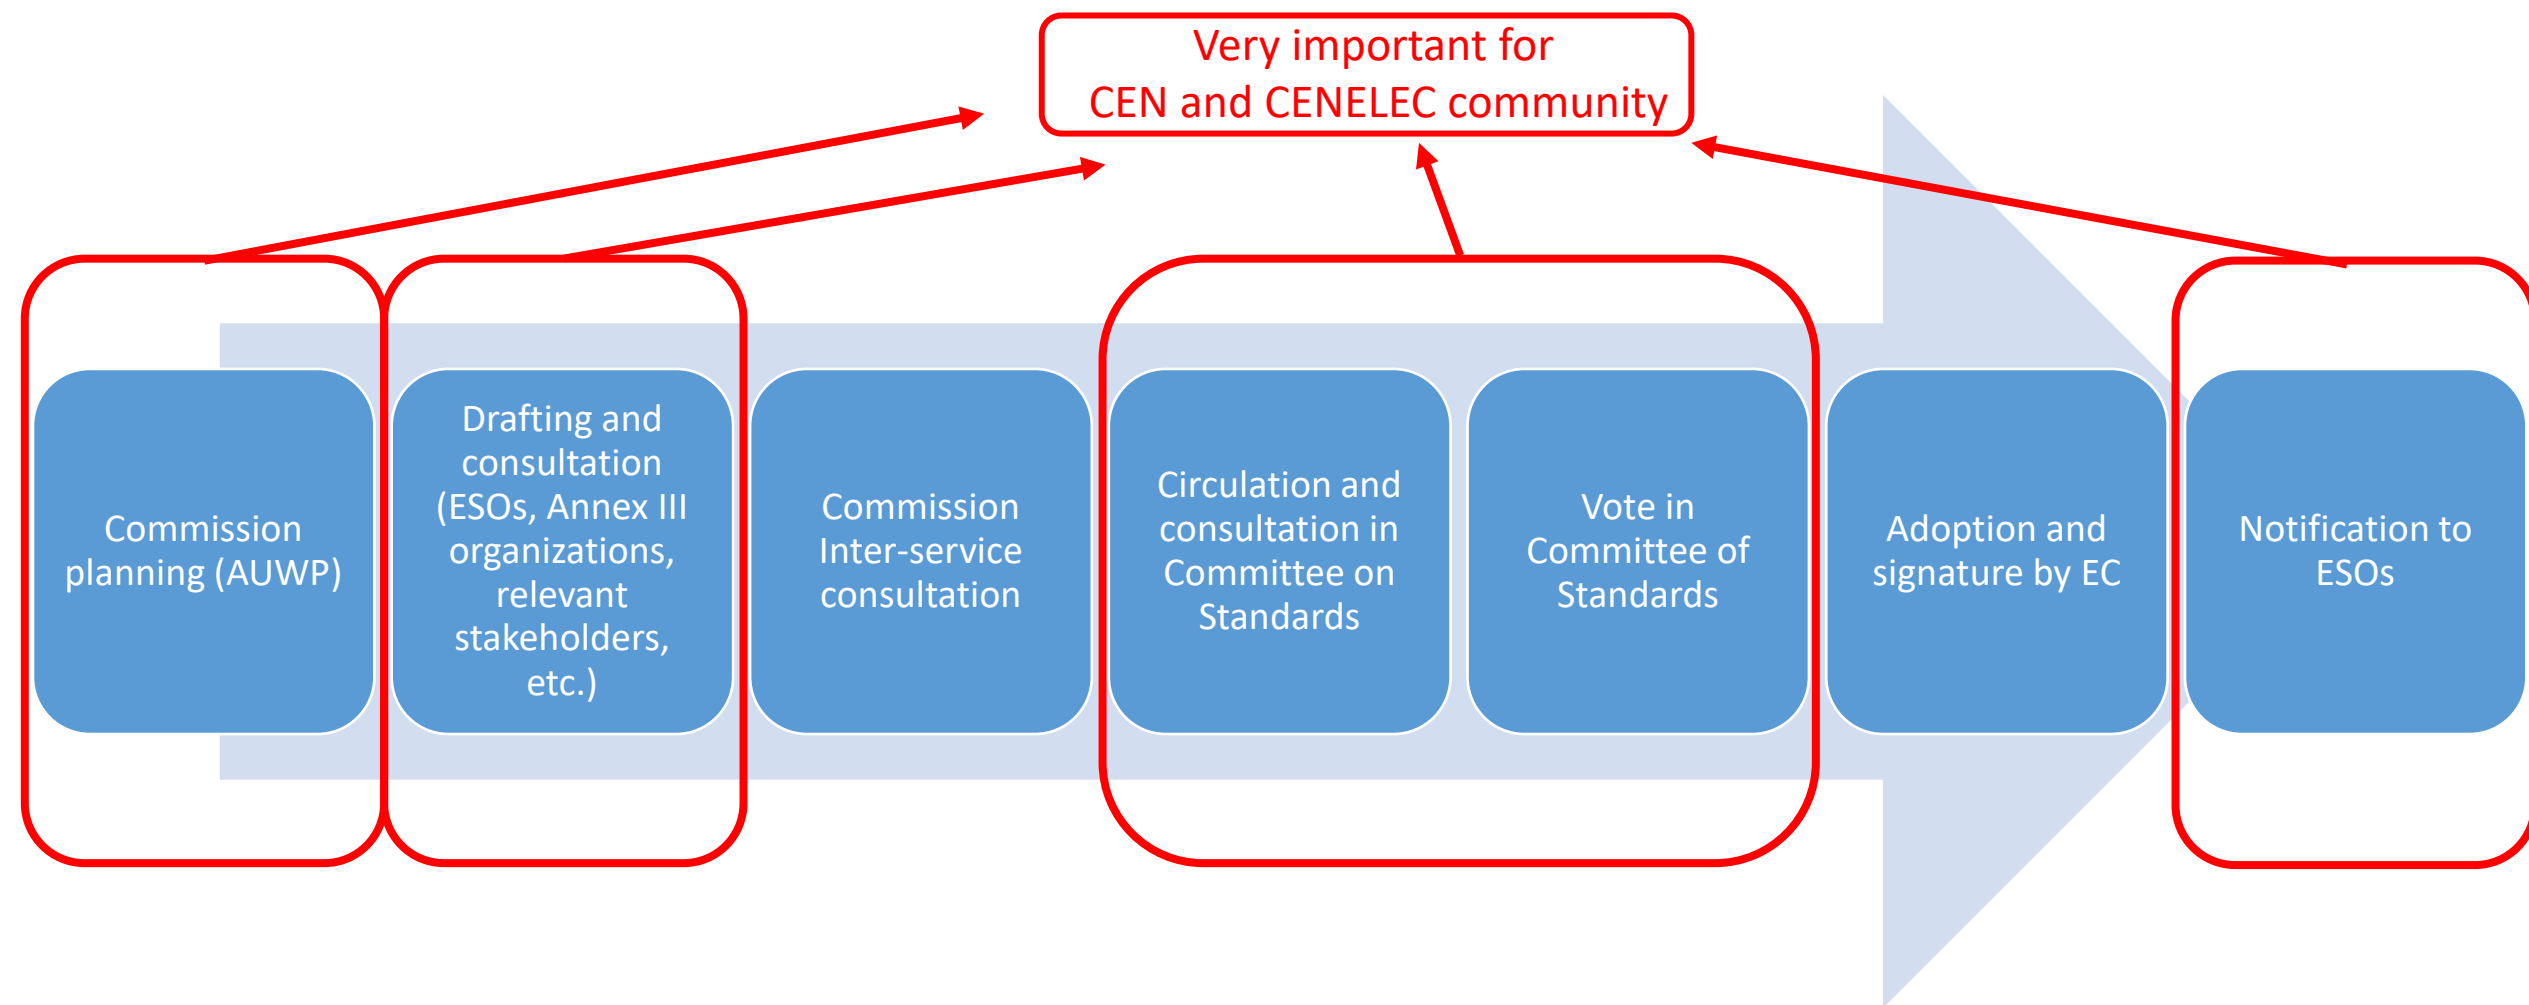 Very important for
CEN and CENELEC community
Commission
planning (AUWP)
Drafting and
consultation
(ESOs, Annex III
organizations,
relevant
stakeholders,
etc.)
Commission
Inter-service
consultation
Circulation and
consultation in
Committee on
Standards
Vote in
Committee of
Standards
Adoption and
signature by EC
Notification to
ESOs